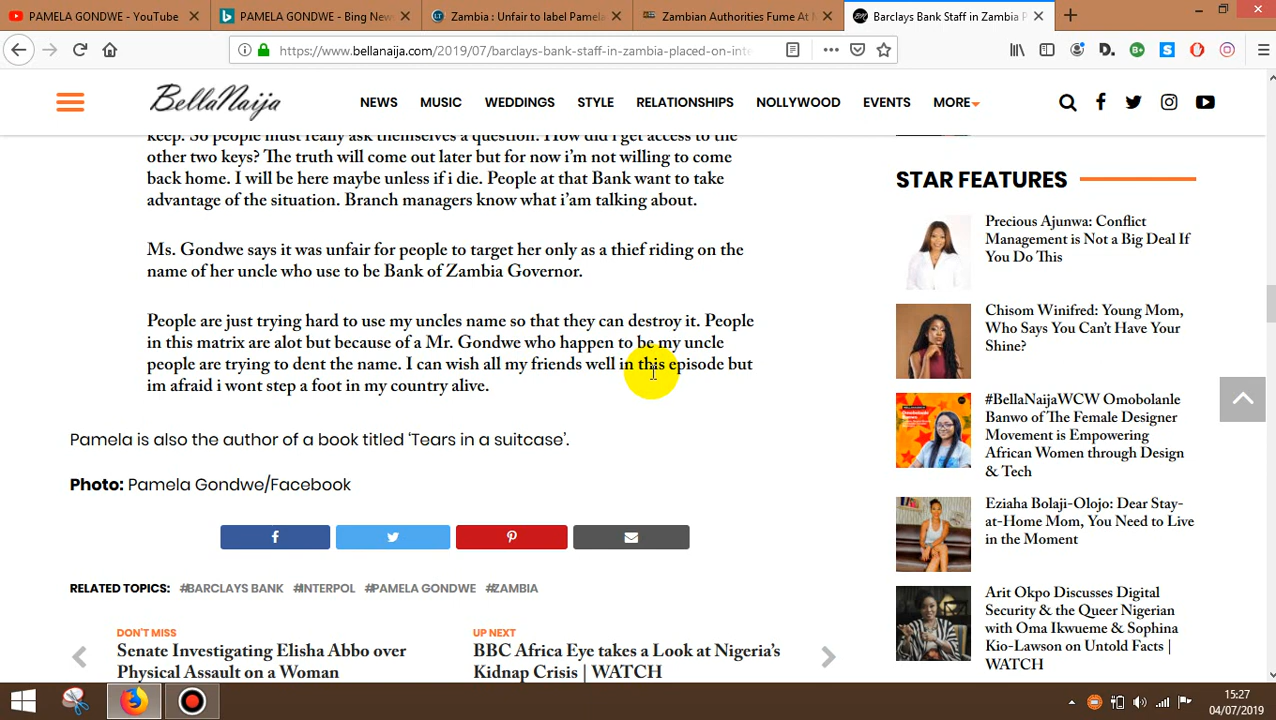 PAMELA GONDWE - YouTube
PAMELA GONDWE - Bing News
Zambia : Unfair to label Pamela
Zambian Authorities Fume At
Barclays Bank Staff in Zambia P
https://www.bellanaija.com/2019/07/barclays-bank-staff-in-zambia-placed-on-inte
BellaNaija
NEWS
MUSIC
WEDDINGS
STYLE
RELATIONSHIPS
NOLLYWOOD
EVENTS
MORE
keep. So people must really ask themselves a question. How did i get access to the
other two keys? The truth will come out later but for now i'm not willing to come
back home. I will be here maybe unless if i die. People at that Bank want to take
advantage of the situation. Branch managers know what i'am talking about.
Ms. Gondwe says it was unfair for people to target her only as a thief riding on the
name of her uncle who use to be Bank of Zambia Governor.
People are just trying hard to use my uncles name so that they can destroy it. People
in this matrix are alot but because of a Mr. Gondwe who happen to be my uncle
people are trying to dent the name. I can wish all my friends well in this episode but
im afraid i wont step a foot in my country alive.
Pamela is also the author of a book titled 'Tears in a suitcase'.
Photo: Pamela Gondwe/Facebook
RELATED TOPICS: #BARCLAYS BANK #INTERPOL #PAMELA GONDWE #ZAMBIA
DON'T MISS
Senate Investigating Elisha Abbo over
Physical Assault on a Woman
UP NEXT
BBC Africa Eye takes a Look at Nigeria's
Kidnap Crisis | WATCH
STAR FEATURES
Precious Ajunwa: Conflict
Management is Not a Big Deal If
You Do This
Chisom Winifred: Young Mom,
Who Says You Can't Have Your
Shine?
#BellaNaijaWCW Omobolanle
Banwo of The Female Designer
Movement is Empowering
African Women through Design
& Tech
Eziaha Bolaji-Olojo: Dear Stay-
at-Home Mom, You Need to Live
in the Moment
Arit Okpo Discusses Digital
Security & the Queer Nigerian
with Oma Ikwueme & Sophina
Kio-Lawson on Untold Facts |
WATCH
15:27
04/07/2019